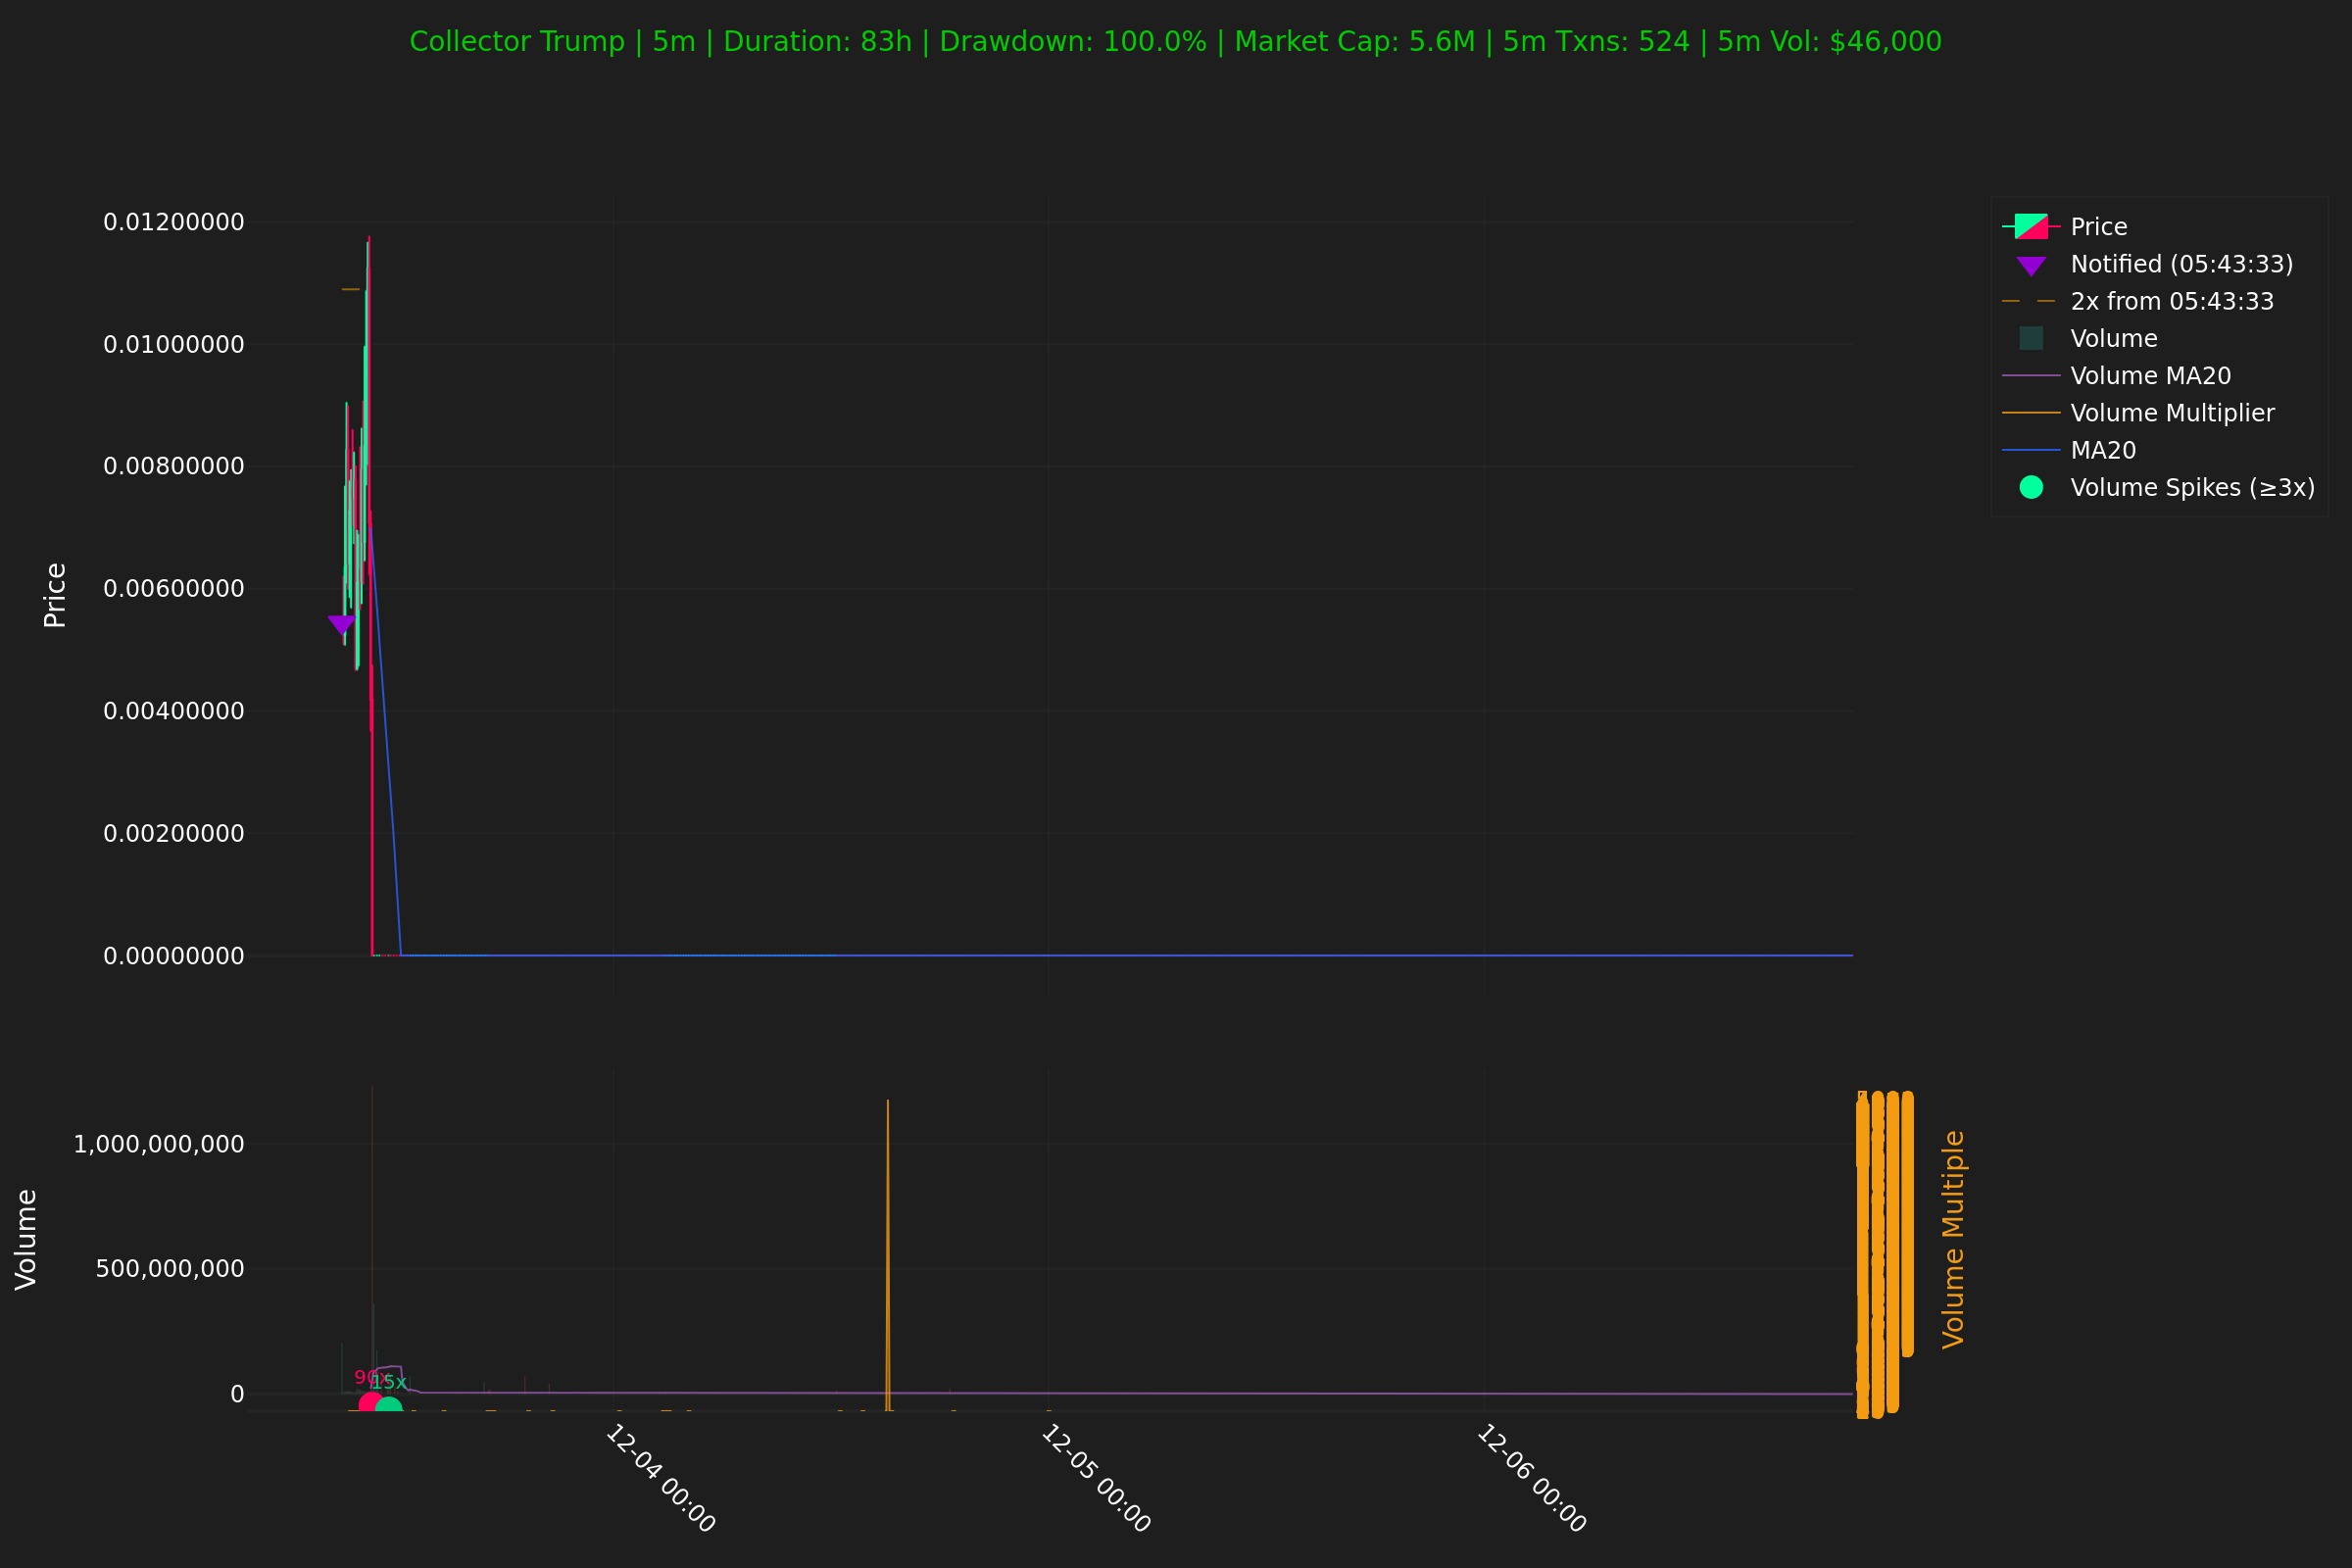 Collector Trump | 5m | Duration: 83h | Drawdown: 100.0% | Market Cap: 5.6M | 5m Txns: 524 | 5m Vol: $46,000
Price
0.01200000
0.01000000
0.00800000
0.00600000
0.00400000
0.00200000
0.00000000
Price
Notified (05:43:33)
2x from 05:43:33
Volume
Volume MA20
Volume Multiplier
MA20
Volume Spikes (≥3x)
Volume
1,000,000,000
500,000,000
0
90x
15x
Volume Multiple
12-04 00:00
12-05 00:00
12-06 00:00